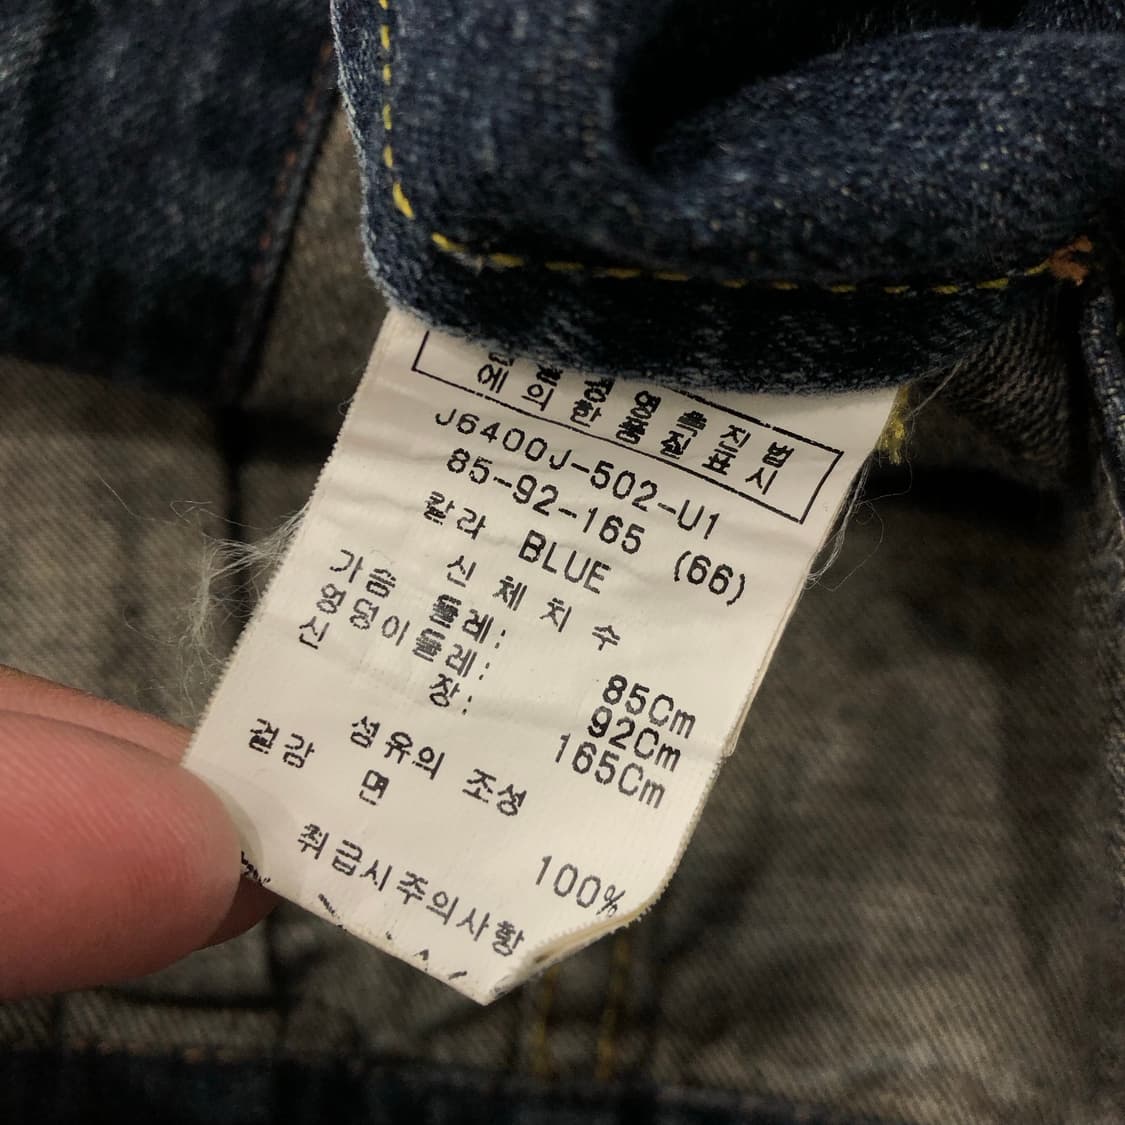 에 의한 품질표시
J6400J-502-U1
85-92-165 (66)
칼라 BLUE
신체치수
가슴둘레: 85Cm
엉덩이둘레: 92Cm
신 장: 165Cm
섬유의 조성
겉감 면 100%
취급시주의사항